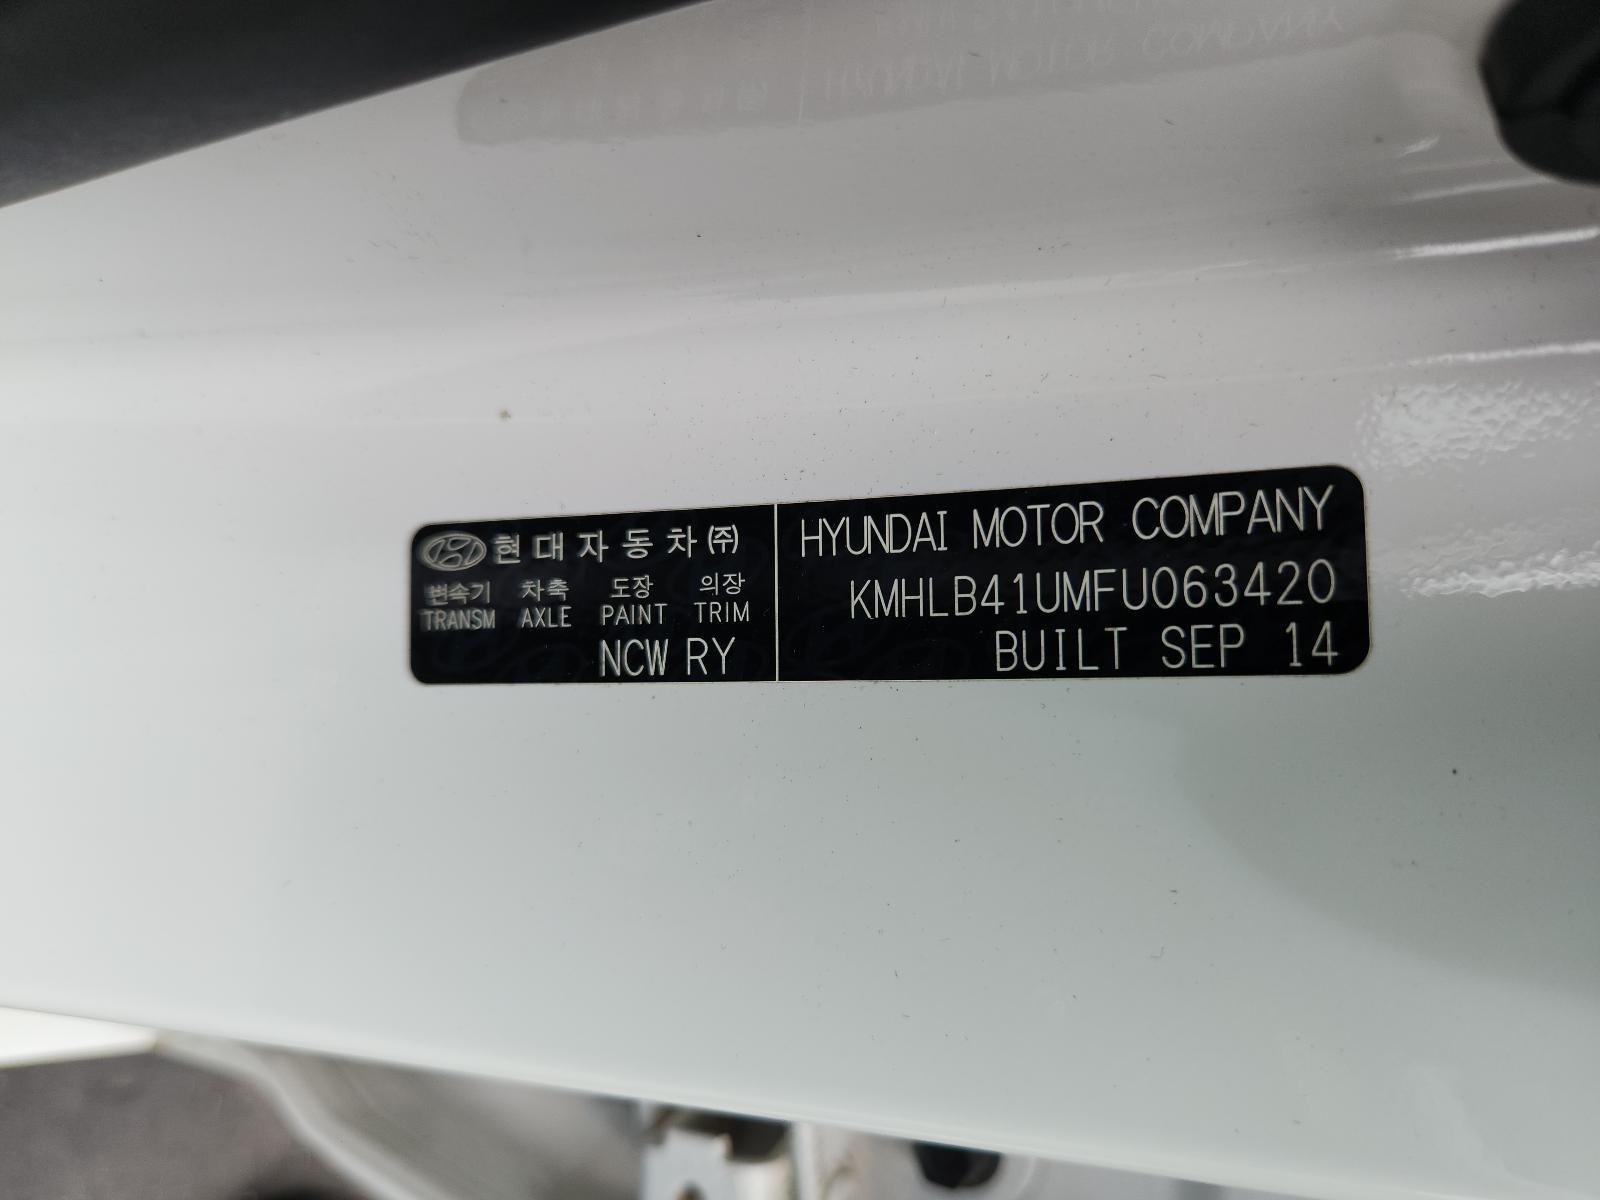 현대자동차㈜
변속기 차축 도장 의장
TRANSM AXLE PAINT TRIM
NCW RY
HYUNDAI MOTOR COMPANY
KMHLB41UMFU063420
BUILT SEP 14